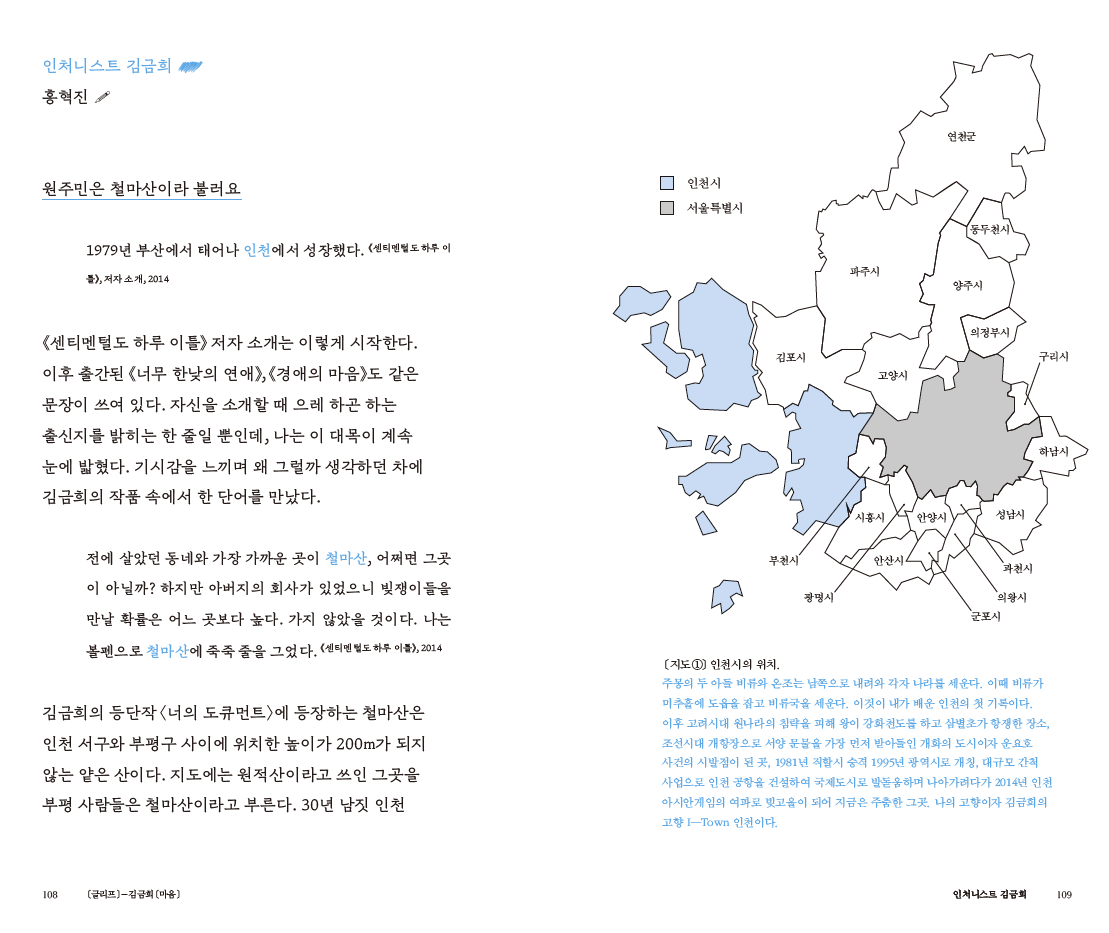 인처니스트 김금희
홍혁진
원주민은 철마산이라 불러요
1979년 부산에서 태어나 인천에서 성장했다. 《센티멘털도 하루 이
틀》, 저자 소개, 2014
《센티멘털도 하루 이틀》 저자 소개는 이렇게 시작한다.
이후 출간된 《너무 한낮의 연애》, 《경애의 마음》도 같은
문장이 쓰여 있다. 자신을 소개할 때 으레 하곤 하는
출신지를 밝히는 한 줄일 뿐인데, 나는 이 대목이 계속
눈에 밟혔다. 기시감을 느끼며 왜 그럴까 생각하던 차에
김금희의 작품 속에서 한 단어를 만났다.
전에 살았던 동네와 가장 가까운 곳이 철마산, 어쩌면 그곳
이 아닐까? 하지만 아버지의 회사가 있었으니 빚쟁이들을
만날 확률은 어느 곳보다 높다. 가지 않았을 것이다. 나는
볼펜으로 철마산에 죽죽 줄을 그었다. 《센티멘털도 하루 이틀》, 2014
김금희의 등단작 〈너의 도큐먼트〉에 등장하는 철마산은
인천 서구와 부평구 사이에 위치한 높이가 200m가 되지
않는 얕은 산이다. 지도에는 원적산이라고 쓰인 그곳을
부평 사람들은 철마산이라고 부른다. 30년 남짓 인천
108 〔글리프〕—김금희〔마음〕
인천시
서울특별시
연천군
동두천시
파주시
양주시
의정부시
김포시
고양시
구리시
하남시
시흥시
안양시
성남시
부천시
안산시
과천시
광명시
의왕시
군포시
〔지도①〕 인천시의 위치.
주몽의 두 아들 비류와 온조는 남쪽으로 내려와 각자 나라를 세운다. 이때 비류가
미추홀에 도읍을 잡고 비류국을 세운다. 이것이 내가 배운 인천의 첫 기록이다.
이후 고려시대 원나라의 침략을 피해 왕이 강화천도를 하고 삼별초가 항쟁한 장소,
조선시대 개항장으로 서양 문물을 가장 먼저 받아들인 개화의 도시이자 운요호
사건의 시발점이 된 곳, 1981년 직할시 승격 1995년 광역시로 개칭, 대규모 간척
사업으로 인천 공항을 건설하여 국제도시로 발돋움하며 나아가려다가 2014년 인천
아시안게임의 여파로 빚고을이 되어 지금은 주춤한 그곳. 나의 고향이자 김금희의
고향 I—Town 인천이다.
인처니스트 김금희 109